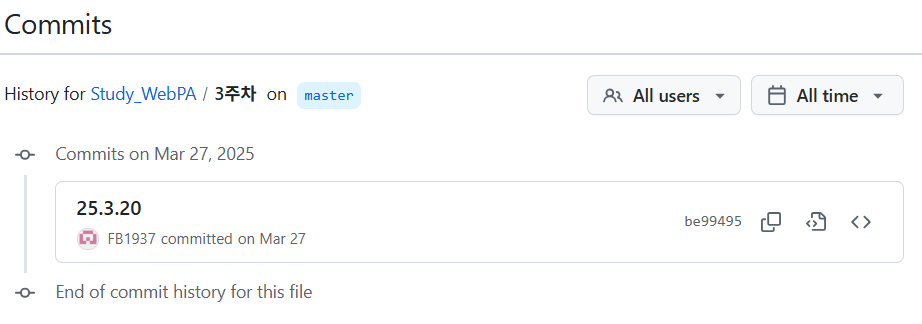 Commits
History for Study_WebPA / 3주차 on master
All users
All time
Commits on Mar 27, 2025
25.3.20
FB1937 committed on Mar 27
be99495
End of commit history for this file